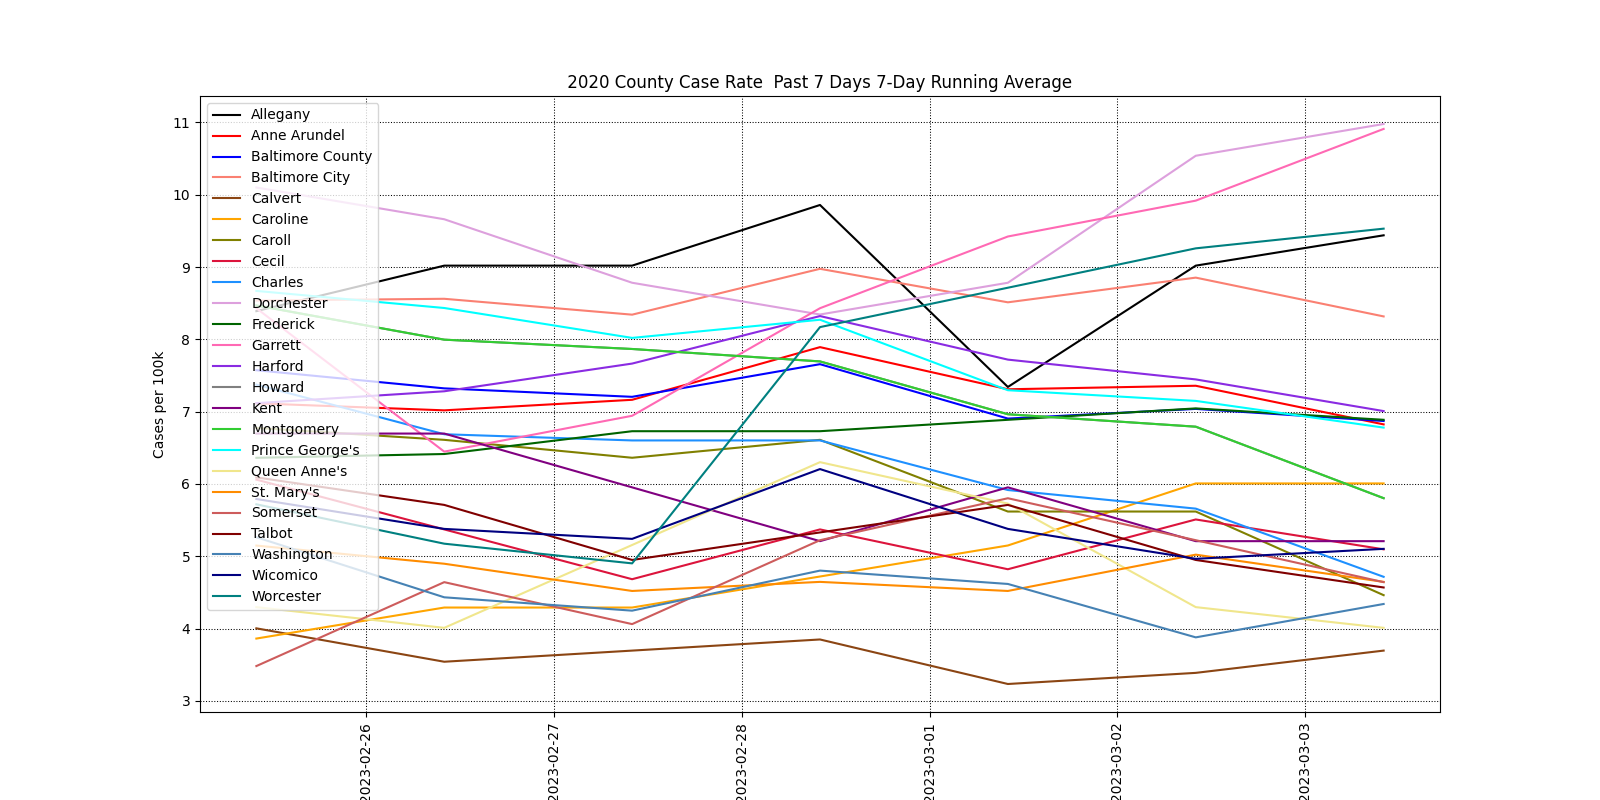 2020 County Case Rate  Past 7 Days 7-Day Running Average
Cases per 100k
11
10
9
8
7
6
5
4
3
Allegany
Anne Arundel
Baltimore County
Baltimore City
Calvert
Caroline
Caroll
Cecil
Charles
Dorchester
Frederick
Garrett
Harford
Howard
Kent
Montgomery
Prince George's
Queen Anne's
St. Mary's
Somerset
Talbot
Washington
Wicomico
Worcester
2023-02-26
2023-02-27
2023-02-28
2023-03-01
2023-03-02
2023-03-03